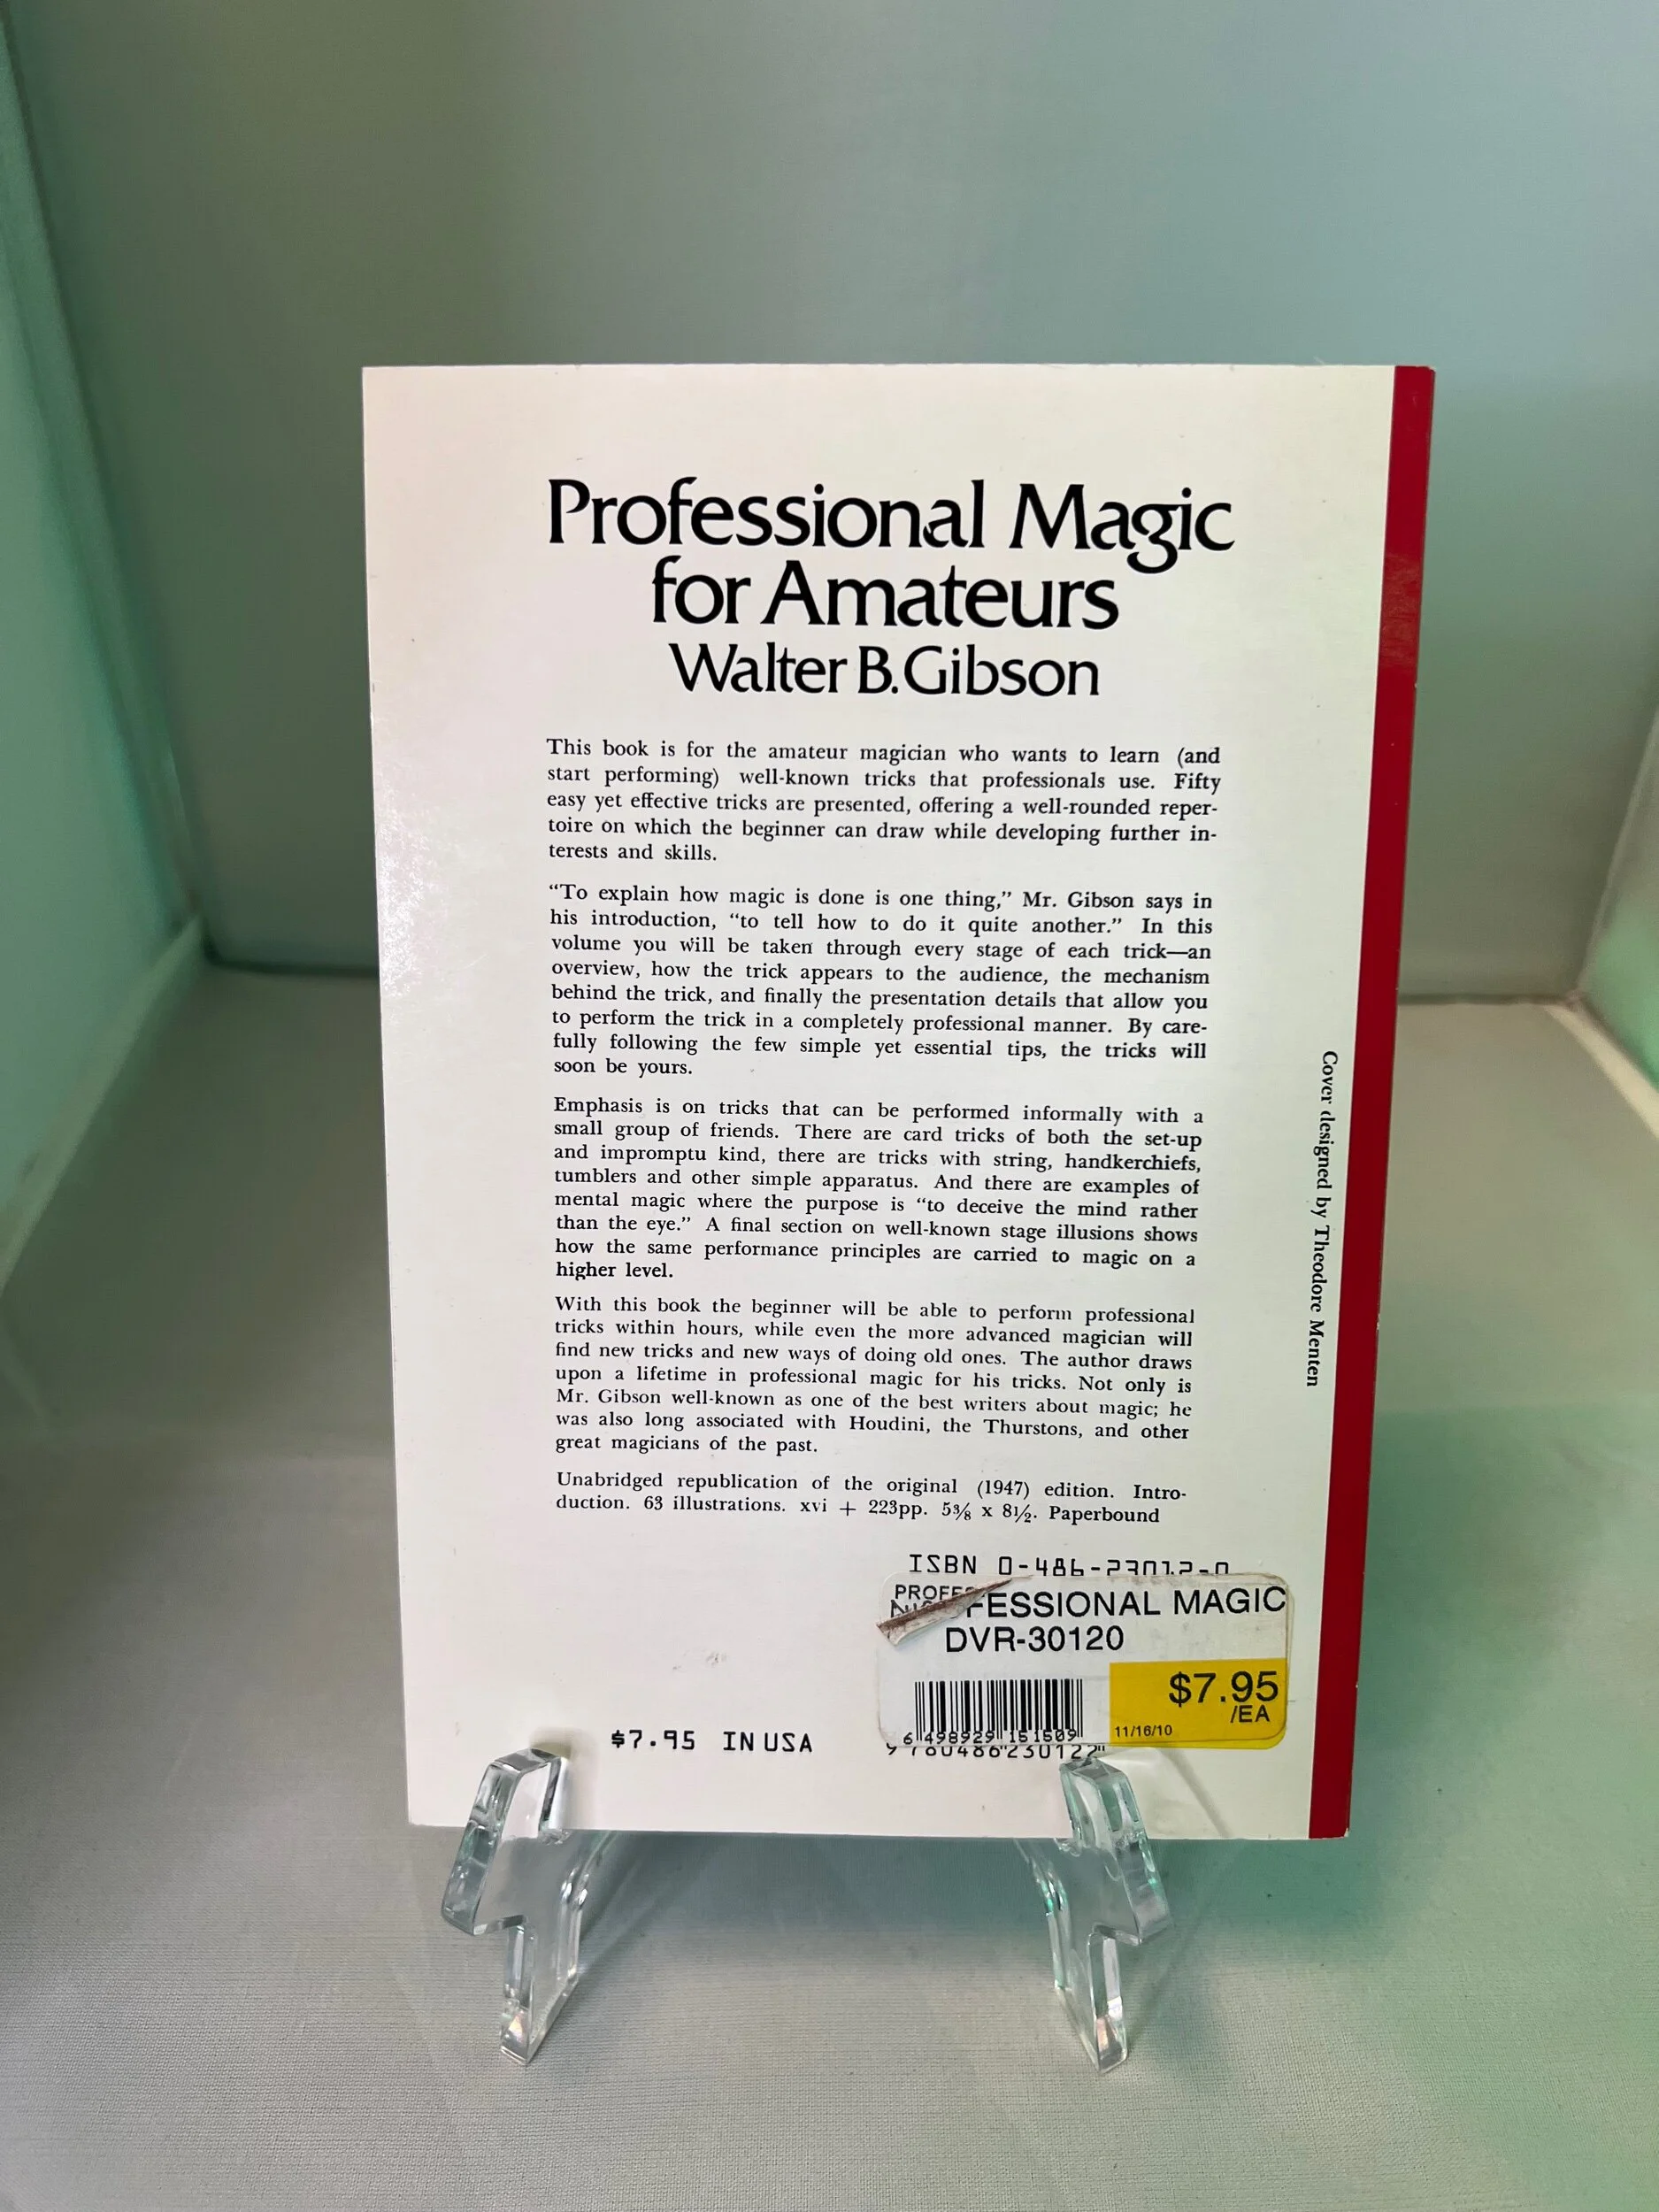 Professional Magic
for Amateurs
Walter B. Gibson
This book is for the amateur magician who wants to learn (and
start performing) well-known tricks that professionals use. Fifty
easy yet effective tricks are presented, offering a well-rounded reper-
toire on which the beginner can draw while developing further in-
terests and skills.
“To explain how magic is done is one thing,” Mr. Gibson says in
his introduction, “to tell how to do it quite another.” In this
volume you will be taken through every stage of each trick—an
overview, how the trick appears to the audience, the mechanism
behind the trick, and finally the presentation details that allow you
to perform the trick in a completely professional manner. By care-
fully following the few simple yet essential tips, the tricks will
soon be yours.
Emphasis is on tricks that can be performed informally with a
small group of friends. There are card tricks of both the set-up
and impromptu kind, there are tricks with string, handkerchiefs,
tumblers and other simple apparatus. And there are examples of
mental magic where the purpose is “to deceive the mind rather
than the eye.” A final section on well-known stage illusions shows
how the same performance principles are carried to magic on a
higher level.
With this book the beginner will be able to perform professional
tricks within hours, while even the more advanced magician will
find new tricks and new ways of doing old ones. The author draws
upon a lifetime in professional magic for his tricks. Not only is
Mr. Gibson well-known as one of the best writers about magic; he
was also long associated with Houdini, the Thurstons, and other
great magicians of the past.
Unabridged republication of the original (1947) edition. Intro-
duction. 63 illustrations. xvi + 223pp. 5⅜ x 8½. Paperbound
Cover designed by Theodore Menten
ISBN 0-486-23012-0
FESSIONAL MAGIC
DVR-30120
$7.95
/EA
11/16/10
6 498929 151509
9 780486 230122
$7.95 IN USA